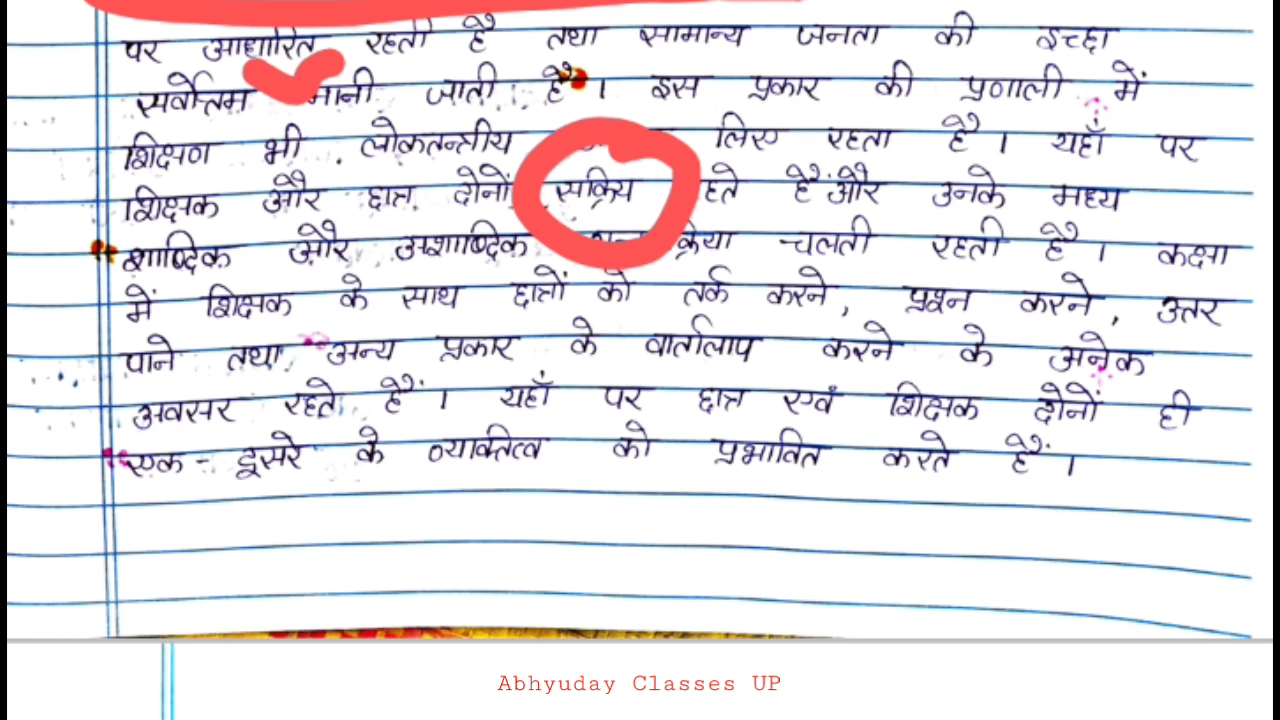 पर आधारित रहती है तथा सामान्य जनता की इच्छा
सर्वोत्तम मानी जाती है । इस प्रकार की प्रणाली में
शिक्षण भी लोकतन्त्रीय लिए रहता है । यहाँ पर
शिक्षक और छात्र दोनों सक्रिय रहते हैं और उनके मध्य
शाब्दिक और अशाब्दिक चलती रहती है । कक्षा
में शिक्षक के साथ छात्रों को तर्क करने, प्रश्न करने, उत्तर
पाने तथा अन्य प्रकार के वार्तालाप करने के अनेक
अवसर रहते हैं । यहाँ पर छात्र एवं शिक्षक दोनों ही
एक - दूसरे के व्यक्तित्व को प्रभावित करते हैं ।
Abhyuday Classes UP